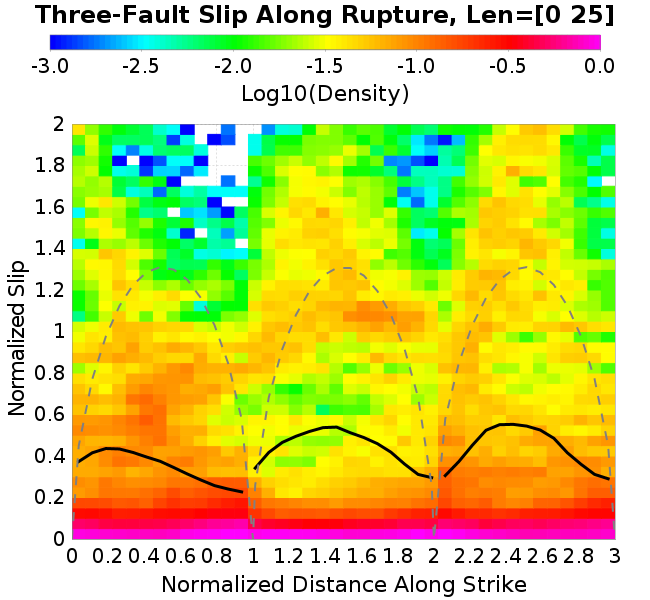 Three-Fault Slip Along Rupture, Len=[0 25]
-3.0 -2.5 -2.0 -1.5 -1.0 -0.5 0.0
Log10(Density)
2
1.8
1.6
1.4
1.2
1
0.8
0.6
0.4
0.2
0
Normalized Slip
0 0.2 0.4 0.6 0.8 1 1.2 1.4 1.6 1.8 2 2.2 2.4 2.6 2.8 3
Normalized Distance Along Strike